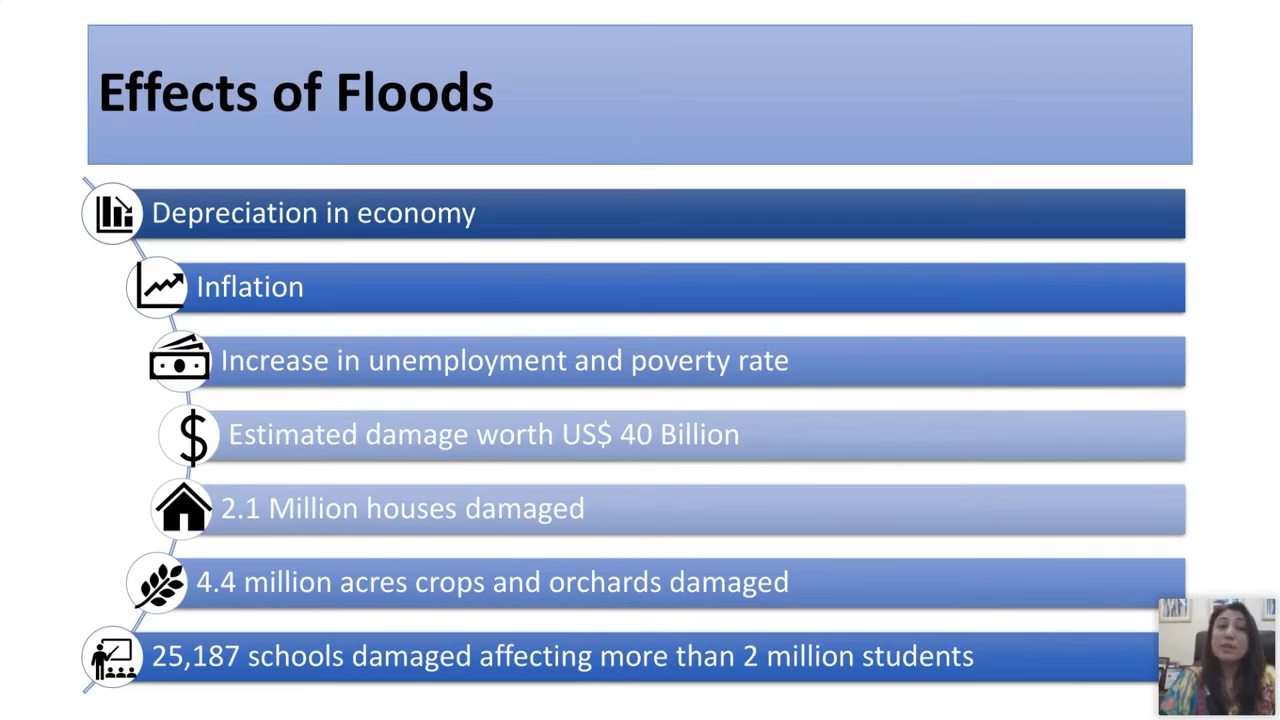 Effects of Floods
Depreciation in economy
Inflation
Increase in unemployment and poverty rate
Estimated damage worth US$ 40 Billion
2.1 Million houses damaged
4.4 million acres crops and orchards damaged
25,187 schools damaged affecting more than 2 million students